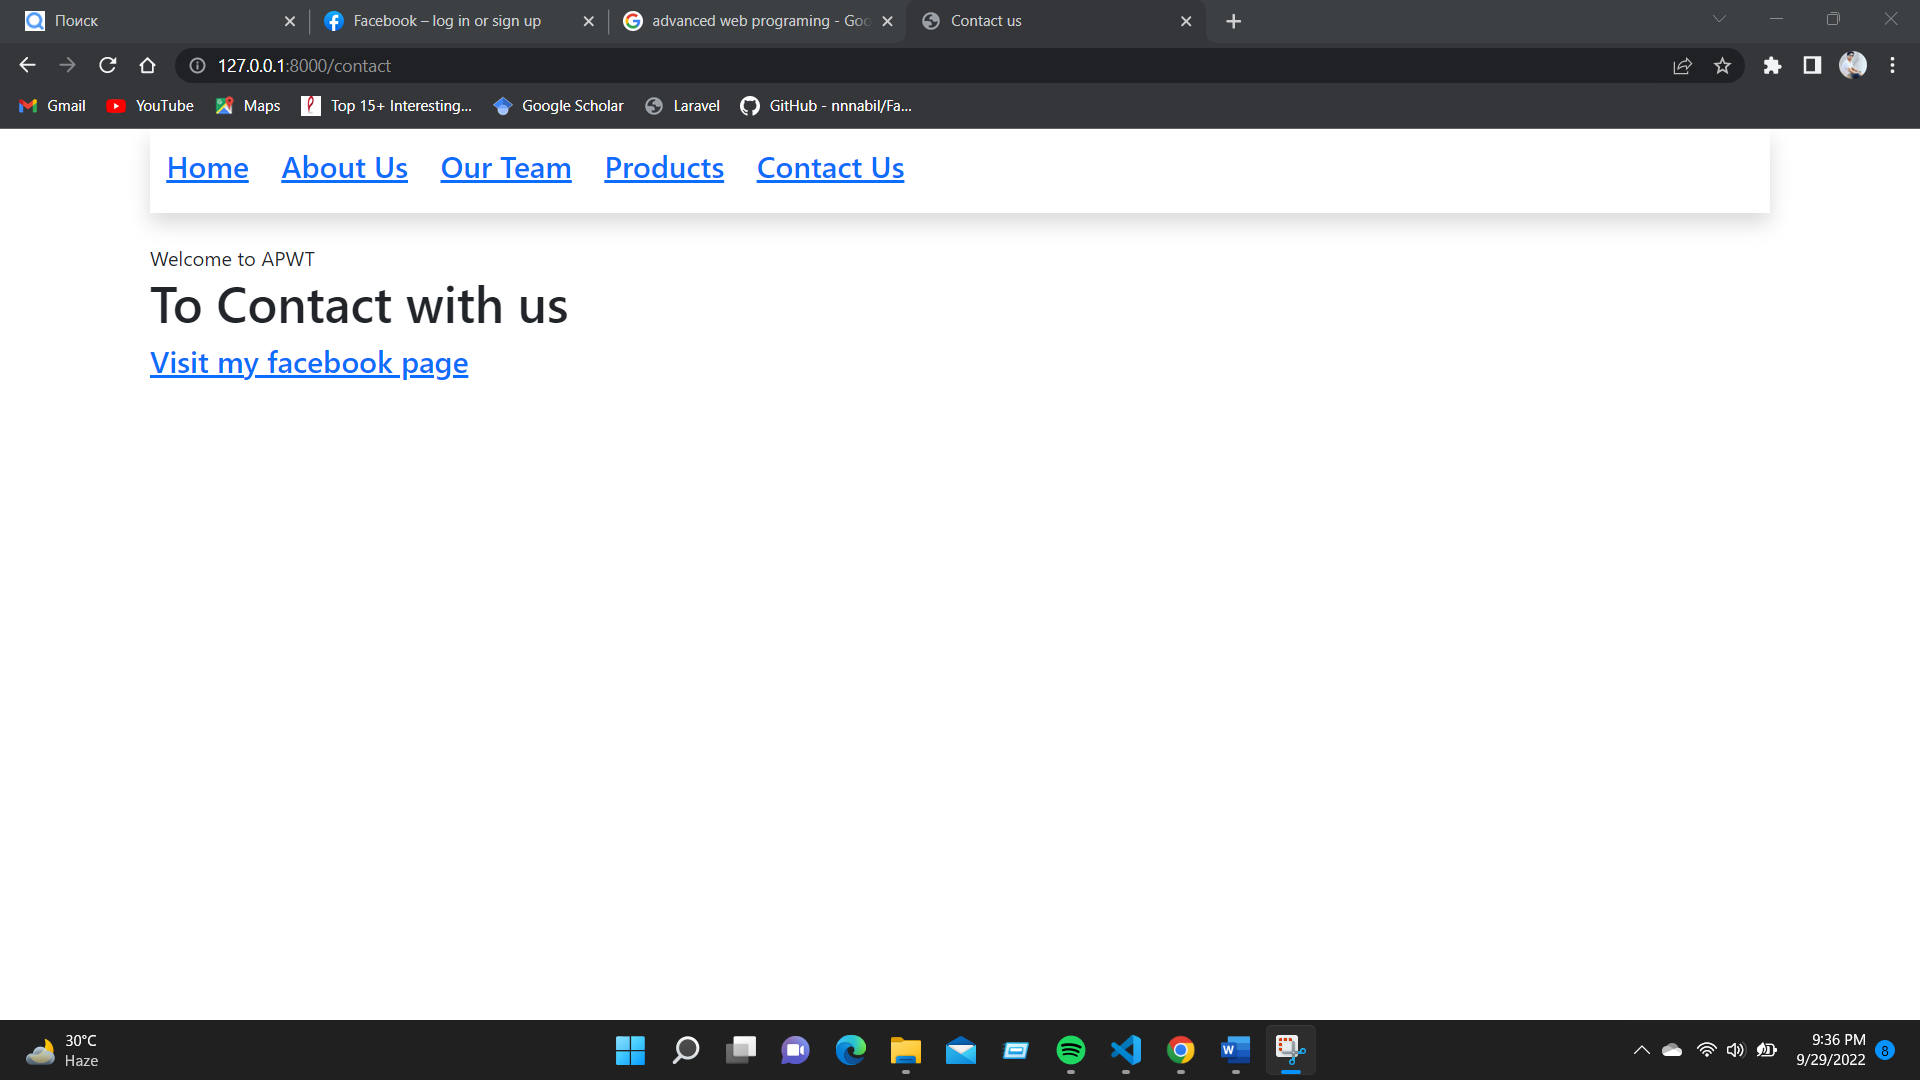 Поиск
Facebook – log in or sign up
advanced web programing - Goo
Contact us
127.0.0.1:8000/contact
Gmail
YouTube
Maps
Top 15+ Interesting...
Google Scholar
Laravel
GitHub - nnnabil/Fa...
Home
About Us
Our Team
Products
Contact Us
Welcome to APWT
To Contact with us
Visit my facebook page
30°C
Haze
9:36 PM
9/29/2022
8